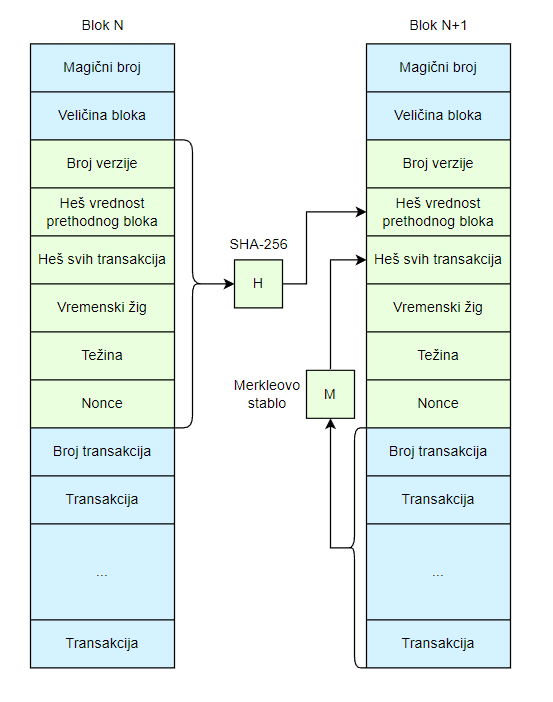 Blok N
Magični broj
Veličina bloka
Broj verzije
Heš vrednost
prethodnog bloka
Heš svih transakcija
Vremenski žig
Težina
Nonce
Broj transakcija
Transakcija
...
Transakcija
SHA-256
H
Merkleovo
stablo
M
Blok N+1
Magični broj
Veličina bloka
Broj verzije
Heš vrednost
prethodnog bloka
Heš svih transakcija
Vremenski žig
Težina
Nonce
Broj transakcija
Transakcija
...
Transakcija